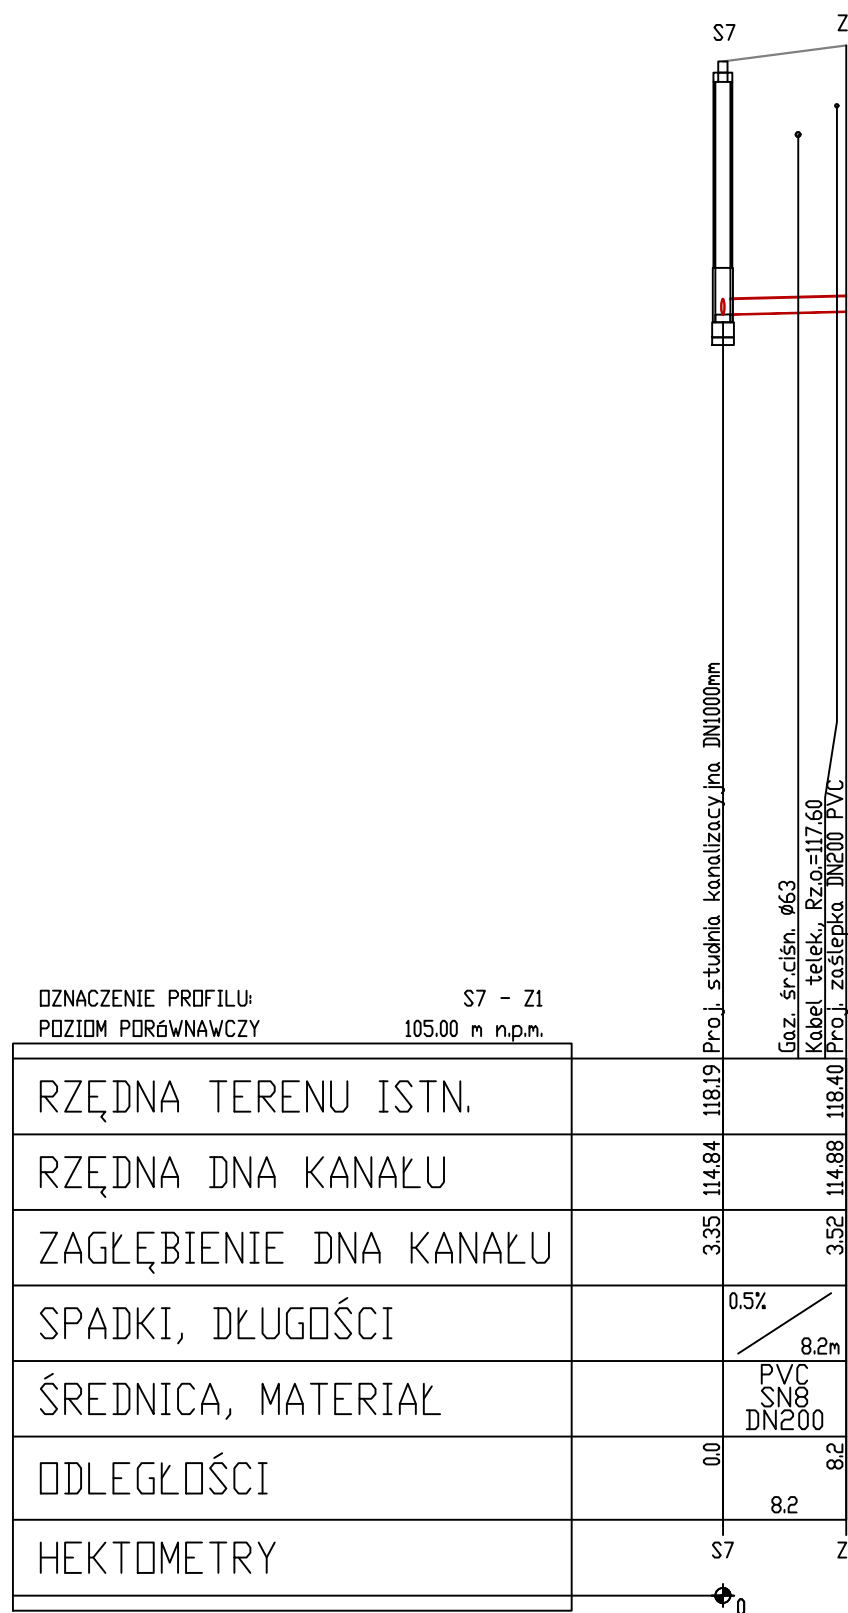 S7 Z
Proj. studnia kanalizacyjna DN1000mm
Gaz. śr.ciśn. ø63
Kabel telek., Rz.o.=117.60
Proj. zaślepka DN200 PVC
OZNACZENIE PROFILU: S7 - Z1
POZIOM PORóWNAWCZY 105.00 m n.p.m.
RZĘDNA TERENU ISTN. 118.19 118.40
RZĘDNA DNA KANAŁU 114.84 114.88
ZAGŁĘBIENIE DNA KANAŁU 3.35 3.52
SPADKI, DŁUGOŚCI 0.5% 8.2m
ŚREDNICA, MATERIAŁ PVC
SN8
DN200
ODLEGŁOŚCI 0.0 8.2
8.2
HEKTOMETRY S7 Z
0